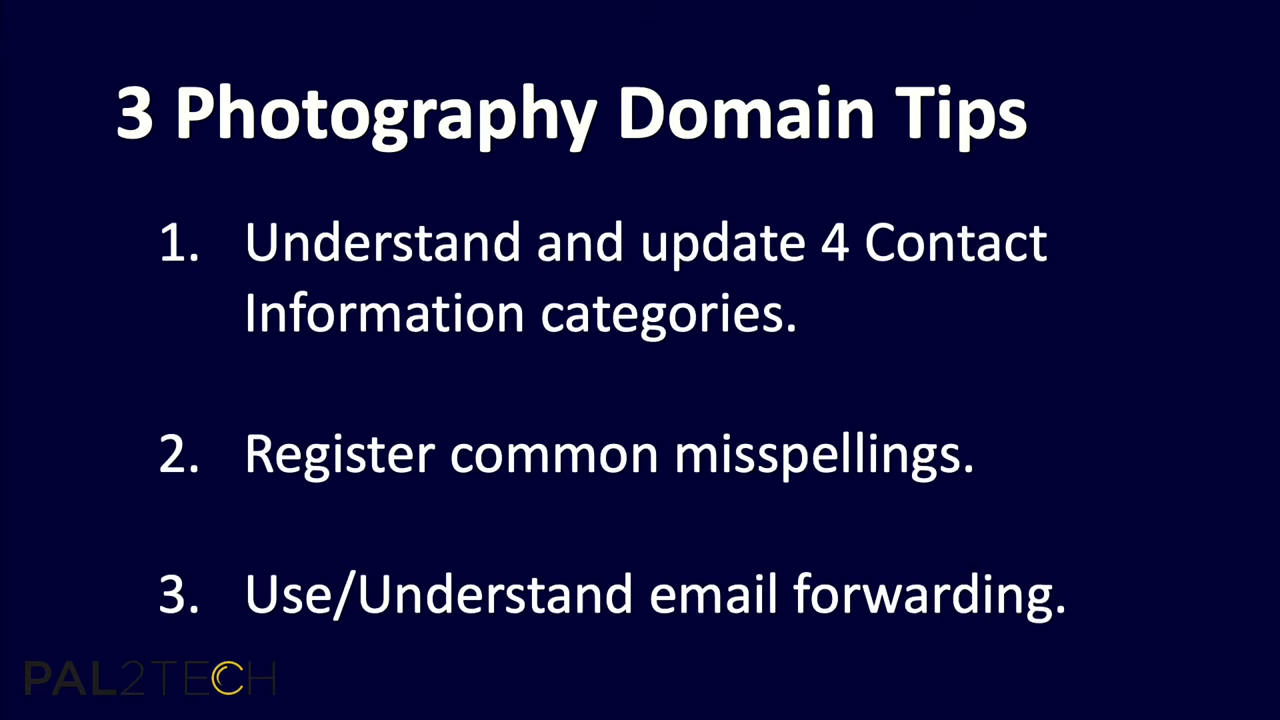 3 Photography Domain Tips
1. Understand and update 4 Contact
Information categories.
2. Register common misspellings.
3. Use/Understand email forwarding.
PAL2TECH